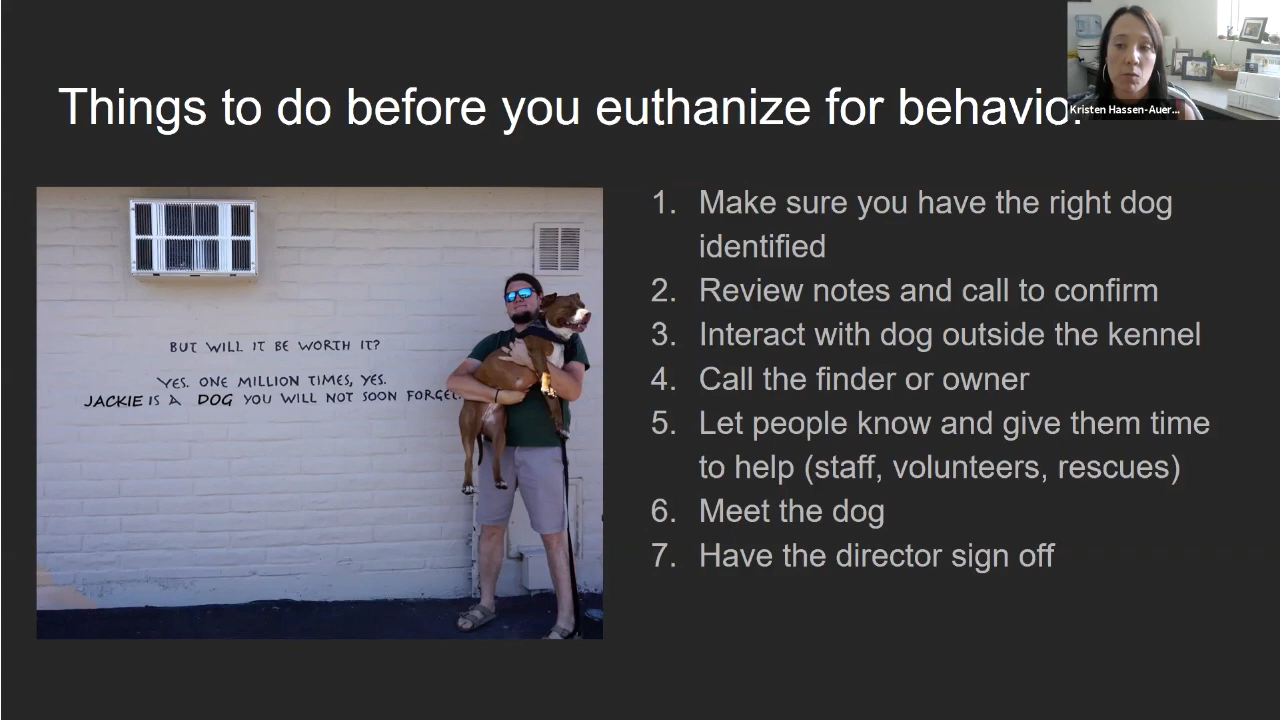 Things to do before you euthanize for behavior
Kristen Hassen-Auer...
1. Make sure you have the right dog
identified
2. Review notes and call to confirm
3. Interact with dog outside the kennel
4. Call the finder or owner
5. Let people know and give them time
to help (staff, volunteers, rescues)
6. Meet the dog
7. Have the director sign off
BUT WILL IT BE WORTH IT?
YES. ONE MILLION TIMES, YES.
JACKIE IS A DOG YOU WILL NOT SOON FORGET.